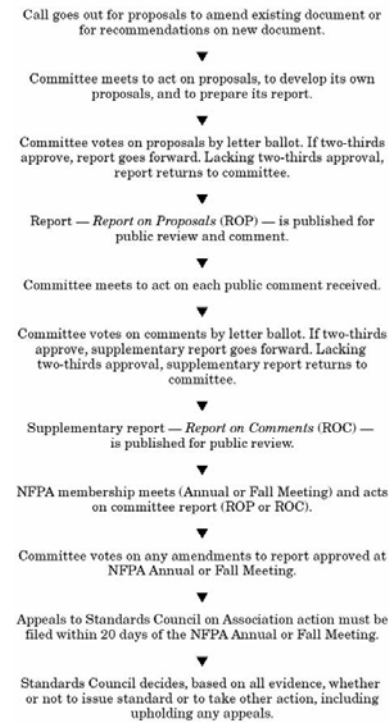 Call goes out for proposals to amend existing document or
for recommendations on new document.
▼
Committee meets to act on proposals, to develop its own
proposals, and to prepare its report.
▼
Committee votes on proposals by letter ballot. If two-thirds
approve, report goes forward. Lacking two-thirds approval,
report returns to committee.
▼
Report — Report on Proposals (ROP) — is published for
public review and comment.
▼
Committee meets to act on each public comment received.
▼
Committee votes on comments by letter ballot. If two-thirds
approve, supplementary report goes forward. Lacking
two-thirds approval, supplementary report returns to
committee.
▼
Supplementary report — Report on Comments (ROC) —
is published for public review.
▼
NFPA membership meets (Annual or Fall Meeting) and acts
on committee report (ROP or ROC).
▼
Committee votes on any amendments to report approved at
NFPA Annual or Fall Meeting.
▼
Appeals to Standards Council on Association action must be
filed within 20 days of the NFPA Annual or Fall Meeting.
▼
Standards Council decides, based on all evidence, whether
or not to issue standard or to take other action, including
upholding any appeals.